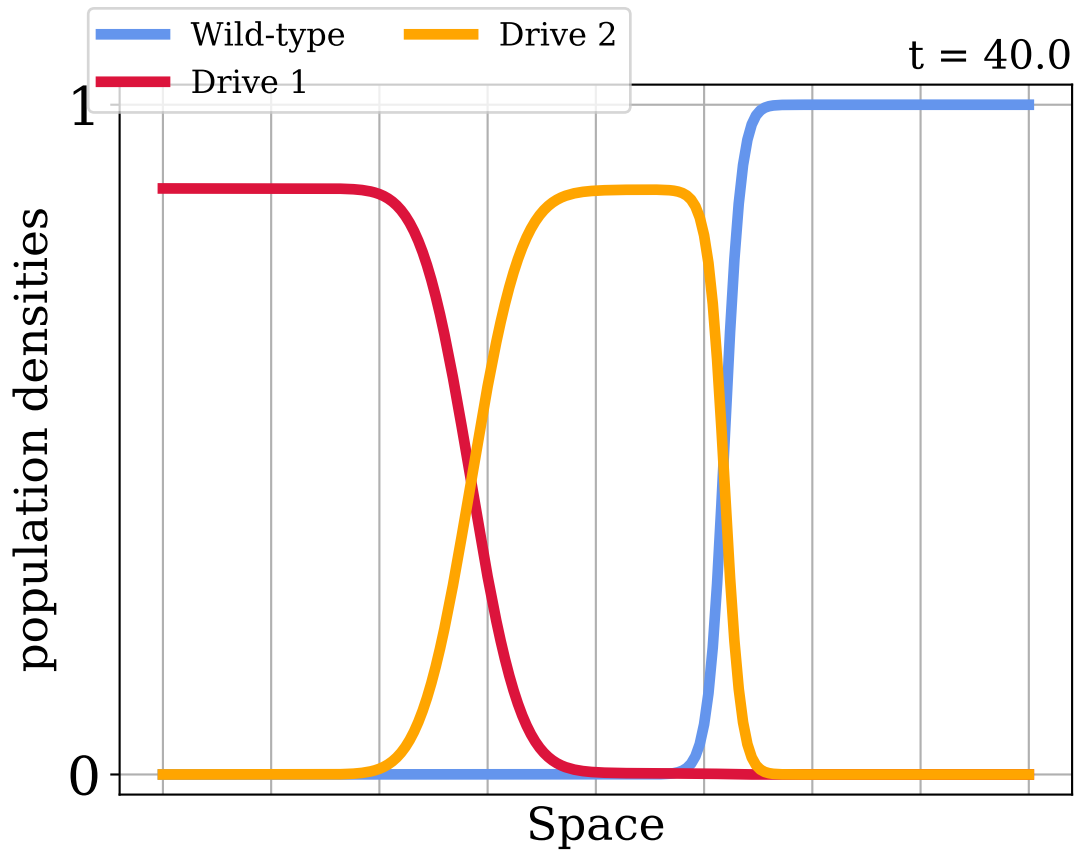 Wild-type
Drive 2
Drive 1
t = 40.0
1
population densities
0
Space